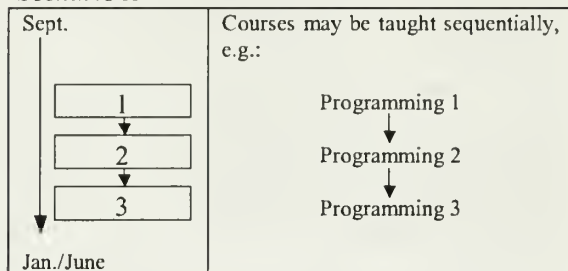 Sept.
1
2
3
Jan./June
Courses may be taught sequentially,
e.g.:
Programming 1
Programming 2
Programming 3